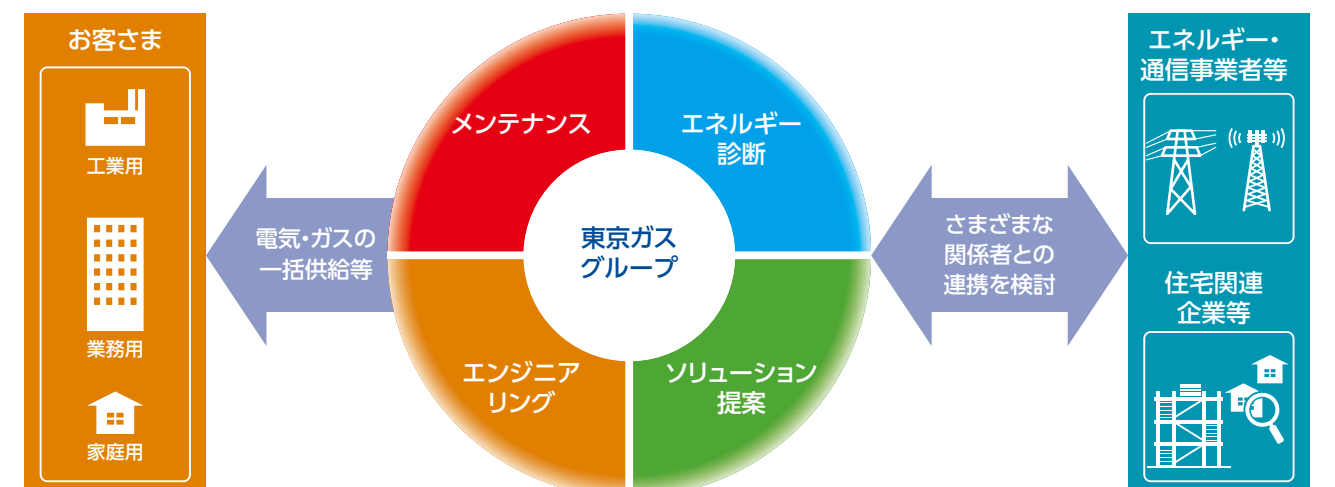 お客さま
工業用
業務用
家庭用
電気・ガスの
一括供給等
メンテナンス
エネルギー
診断
東京ガス
グループ
エンジニア
リング
ソリューション
提案
さまざまな
関係者との
連携を検討
エネルギー・
通信事業者等
住宅関連
企業等